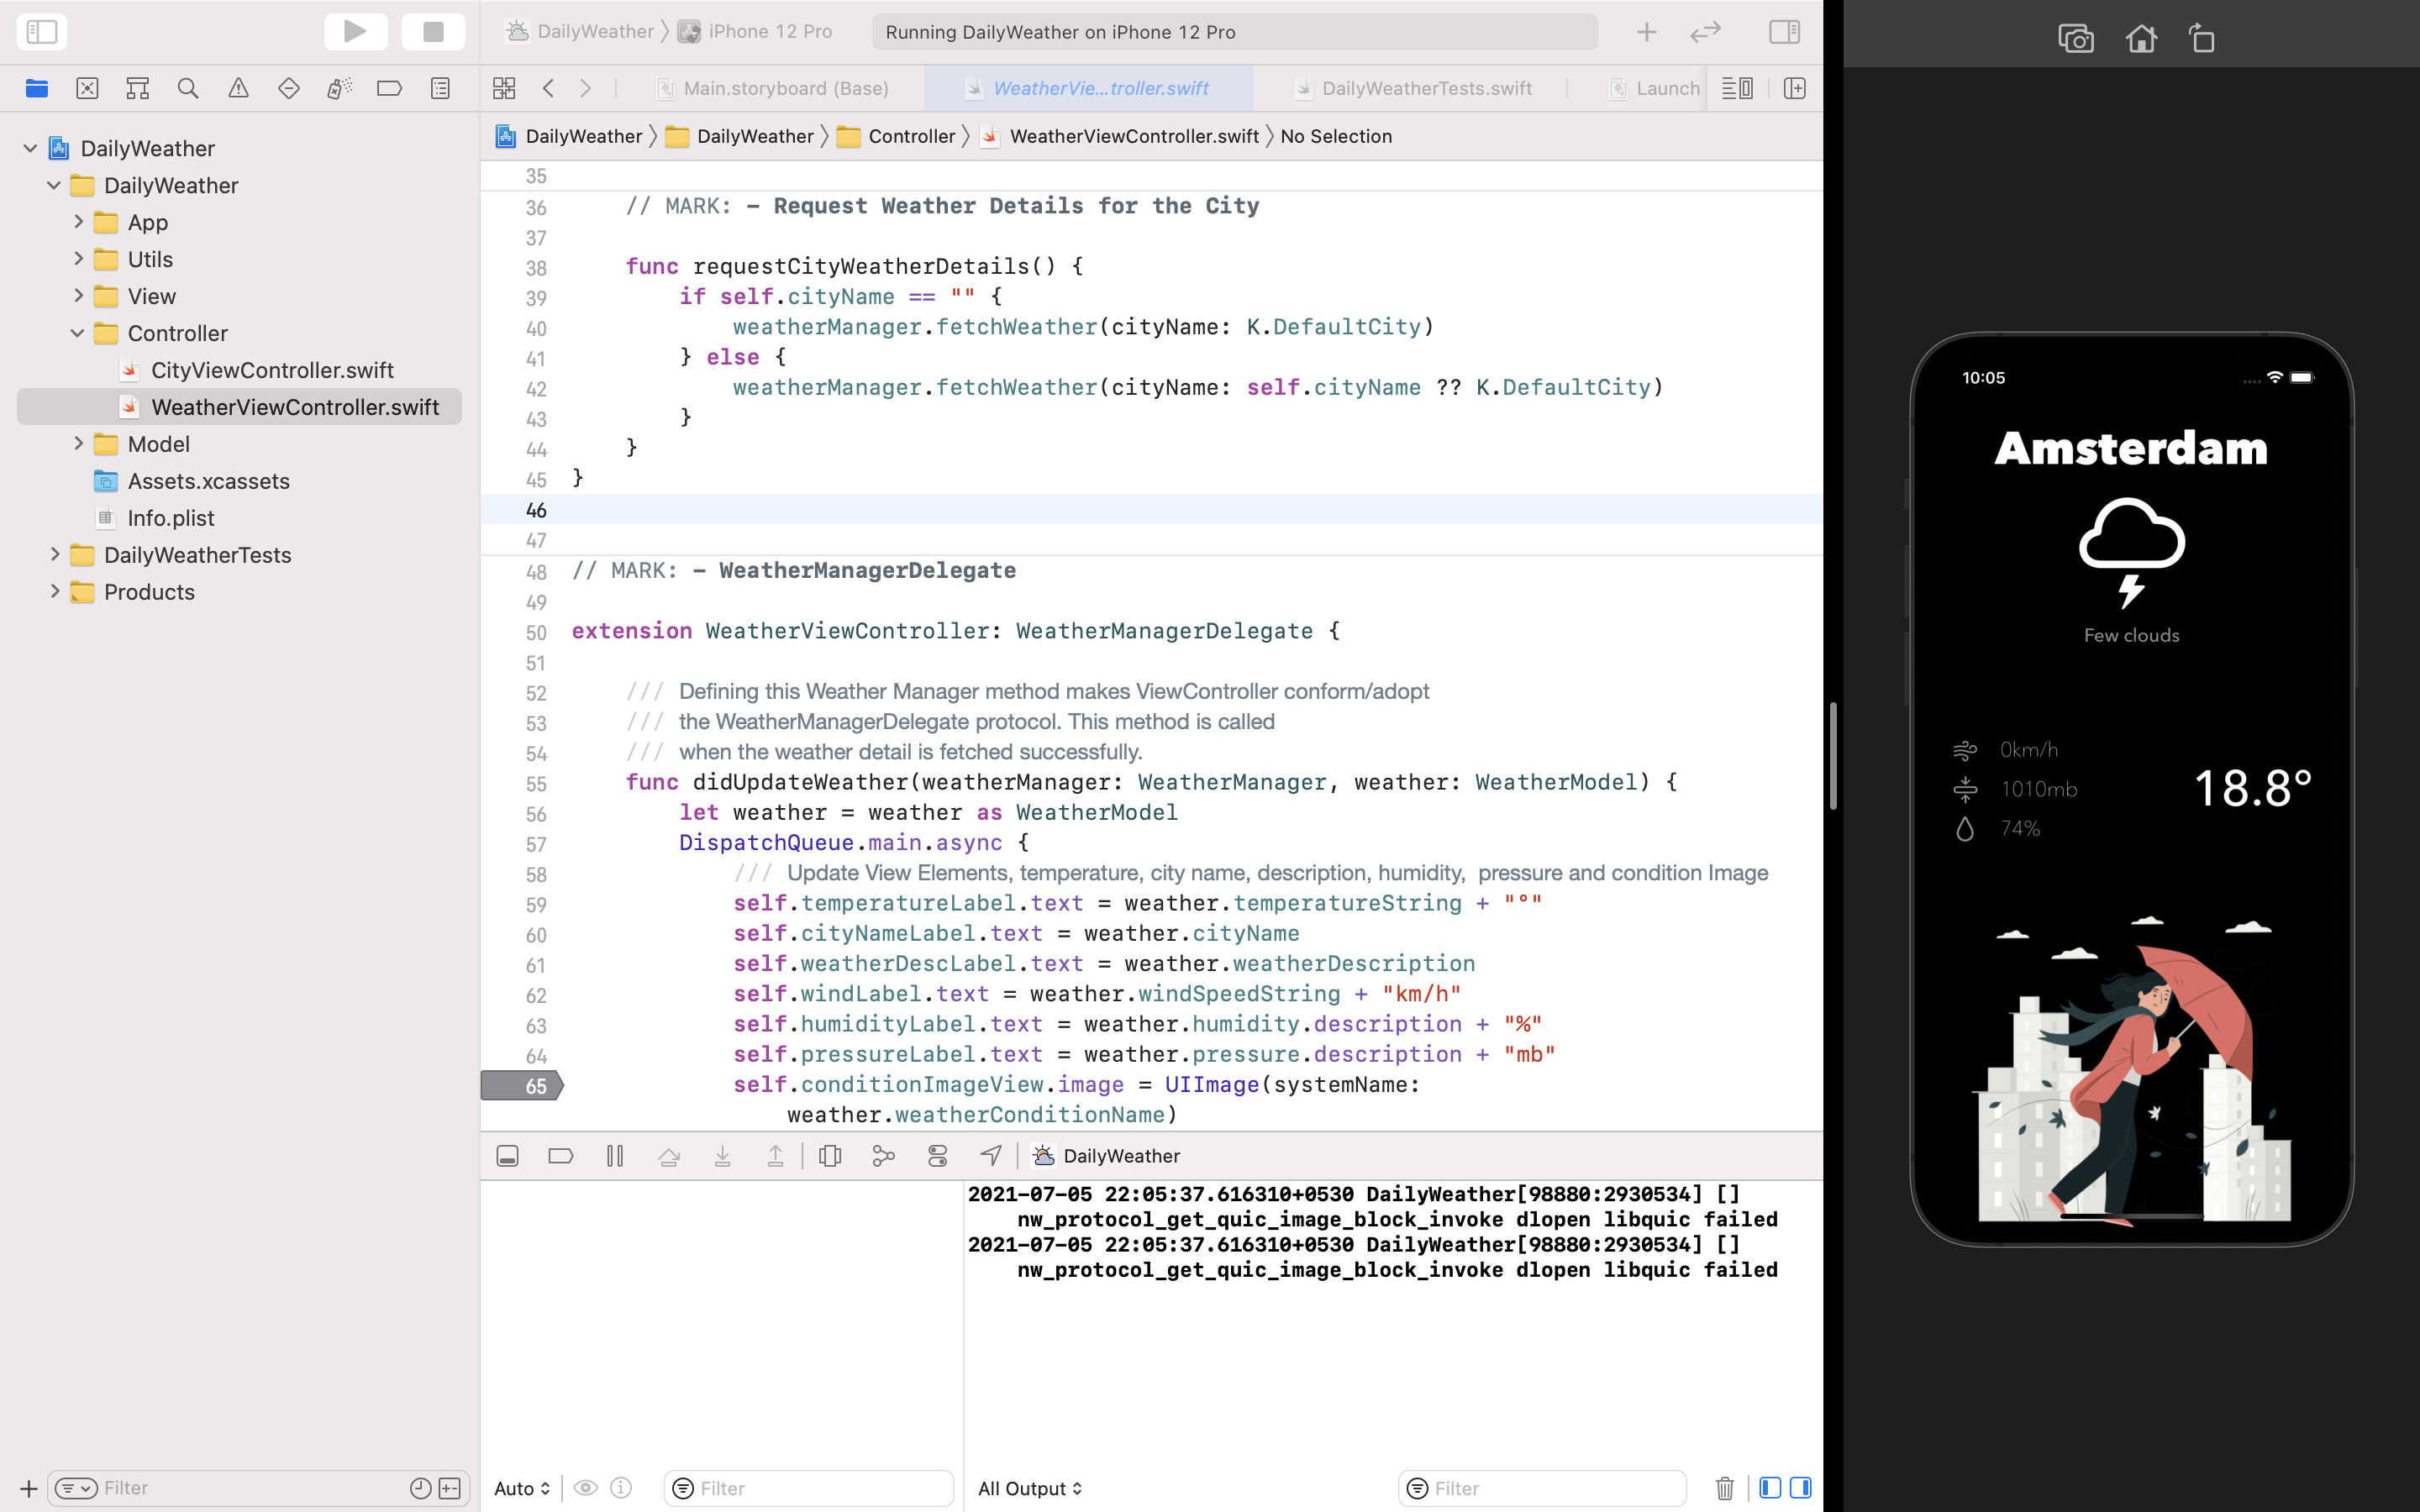 DailyWeather
iPhone 12 Pro
Running DailyWeather on iPhone 12 Pro
Main.storyboard (Base)
WeatherVie...troller.swift
DailyWeatherTests.swift
Launch
DailyWeather
DailyWeather
Controller
WeatherViewController.swift
No Selection
DailyWeather
DailyWeather
App
Utils
View
Controller
CityViewController.swift
WeatherViewController.swift
Model
Assets.xcassets
Info.plist
DailyWeatherTests
Products
Filter
35
36 // MARK: - Request Weather Details for the City
37
38 func requestCityWeatherDetails() {
39 if self.cityName == "" {
40 weatherManager.fetchWeather(cityName: K.DefaultCity)
41 } else {
42 weatherManager.fetchWeather(cityName: self.cityName ?? K.DefaultCity)
43 }
44 }
45 }
46
47
48 // MARK: - WeatherManagerDelegate
49
50 extension WeatherViewController: WeatherManagerDelegate {
51
52 /// Defining this Weather Manager method makes ViewController conform/adopt
53 /// the WeatherManagerDelegate protocol. This method is called
54 /// when the weather detail is fetched successfully.
55 func didUpdateWeather(weatherManager: WeatherManager, weather: WeatherModel) {
56 let weather = weather as WeatherModel
57 DispatchQueue.main.async {
58 /// Update View Elements, temperature, city name, description, humidity, pressure and condition Image
59 self.temperatureLabel.text = weather.temperatureString + "°"
60 self.cityNameLabel.text = weather.cityName
61 self.weatherDescLabel.text = weather.weatherDescription
62 self.windLabel.text = weather.windSpeedString + "km/h"
63 self.humidityLabel.text = weather.humidity.description + "%"
64 self.pressureLabel.text = weather.pressure.description + "mb"
65 self.conditionImageView.image = UIImage(systemName:
weather.weatherConditionName)
DailyWeather
2021-07-05 22:05:37.616310+0530 DailyWeather[98880:2930534] []
nw_protocol_get_quic_image_block_invoke dlopen libquic failed
2021-07-05 22:05:37.616310+0530 DailyWeather[98880:2930534] []
nw_protocol_get_quic_image_block_invoke dlopen libquic failed
Auto
Filter
All Output
Filter
10:05
Amsterdam
Few clouds
0km/h
1010mb
74%
18.8°